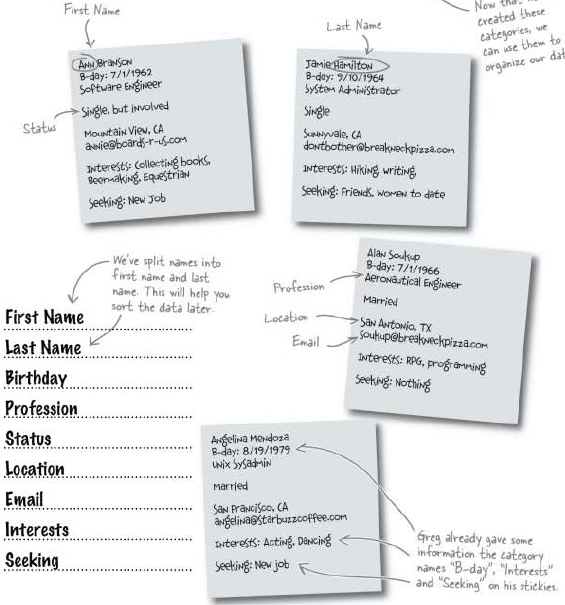 First Name
Now that
created these
categories, we
can use them to
organize our dat
Last Name
Ann Branson
B-day: 7/1/1962
Software Engineer
Single, but involved
Mountain View, CA
annie@boards-r-us.com
Interests: Collecting books,
Beermaking, Equestrian
Seeking: New Job
Status
Jamie Hamilton
B-day: 9/10/1964
System Administrator
Single
Sunnyvale, CA
dontbother@breakneckpizza.com
Interests: Hiking, writing
Seeking: Friends, women to date
We've split names into
first name and last
name. This will help you
sort the data later.
Alan Soukup
B-day: 7/1/1966
Aeronautical Engineer
Married
San Antonio, TX
soukup@breakneckpizza.com
Interests: RPG, programming
Seeking: Nothing
Profession
Location
Email
First Name
Last Name
Birthday
Profession
Status
Location
Email
Interests
Seeking
Angelina Mendoza
B-day: 8/19/1979
Unix Sysadmin
Married
San Francisco, CA
angelina@starbuzzcoffee.com
Interests: Acting, Dancing
Seeking: New job
Greg already gave some
information the category
names "B-day", "Interests"
and "Seeking" on his stickies.